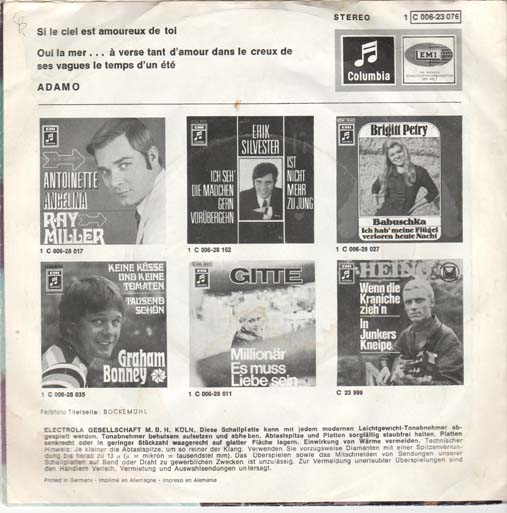 Si le ciel est amoureux de toi
STEREO 1 C 006-23 076
Oui la mer . . . à verse tant d'amour dans le creux de
ses vagues le temps d'un été
ADAMO
Columbia
EMI
EMI
ANTOINETTE
ANGELINA
RAY
MILLER
1 C 006-28 017
EMI
ERIK
SILVESTER
ICH SEH'
DIE MÄDCHEN
GERN
VORÜBERGEHN
IST
NICHT
MEHR
ZU JUNG
1 C 006-28 152
Brigitt Petry
Babuschka
Ich hab' meine Flügel
verloren heute Nacht
1 C 006-28 027
EMI
KEINE KÜSSE
UND KEINE
TOMATEN
TAUSEND
SCHÖN
Graham
Bonney
1 C 006-28 035
EMI
GITTE
Millionär
Es muss
Liebe sein
1 C 006-28 011
HEINO
Wenn die
Kraniche
zieh'n
In
Junkers
Kneipe
C 23 999
Farbfoto Titelseite: BOCKEMÜHL
ELECTROLA GESELLSCHAFT M. B. H. KÖLN. Diese Schallplatte kann mit jedem modernen Leichtgewicht-Tonabnehmer ab-
gespielt werden. Tonabnehmer behutsam aufsetzen und abheben. Abtastspitze und Platten sorgfältig staubfrei halten. Platten
senkrecht oder in geringer Stückzahl waagerecht auf glatter Fläche lagern. Einwirkung von Wärme vermeiden. Technischer
Hinweis: Je kleiner die Abtastspitze, um so reiner der Klang. Verwenden Sie vorzugsweise Diamanten mit einer Spitzenverrun-
dung bis herab zu 13 µ (µ = mikron = tausendstel mm). Das Überspielen sowie das Mitschneiden von Sendungen unserer
Schallplatten auf Band oder Draht zu gewerblichen Zwecken ist unzulässig. Zur Vermeidung unerlaubter Überspielungen sind
den Händlern Verleih, Vermietung und Auswahlsendungen untersagt.
Printed in Germany - Imprimé en Allemagne - Impreso en Alemania